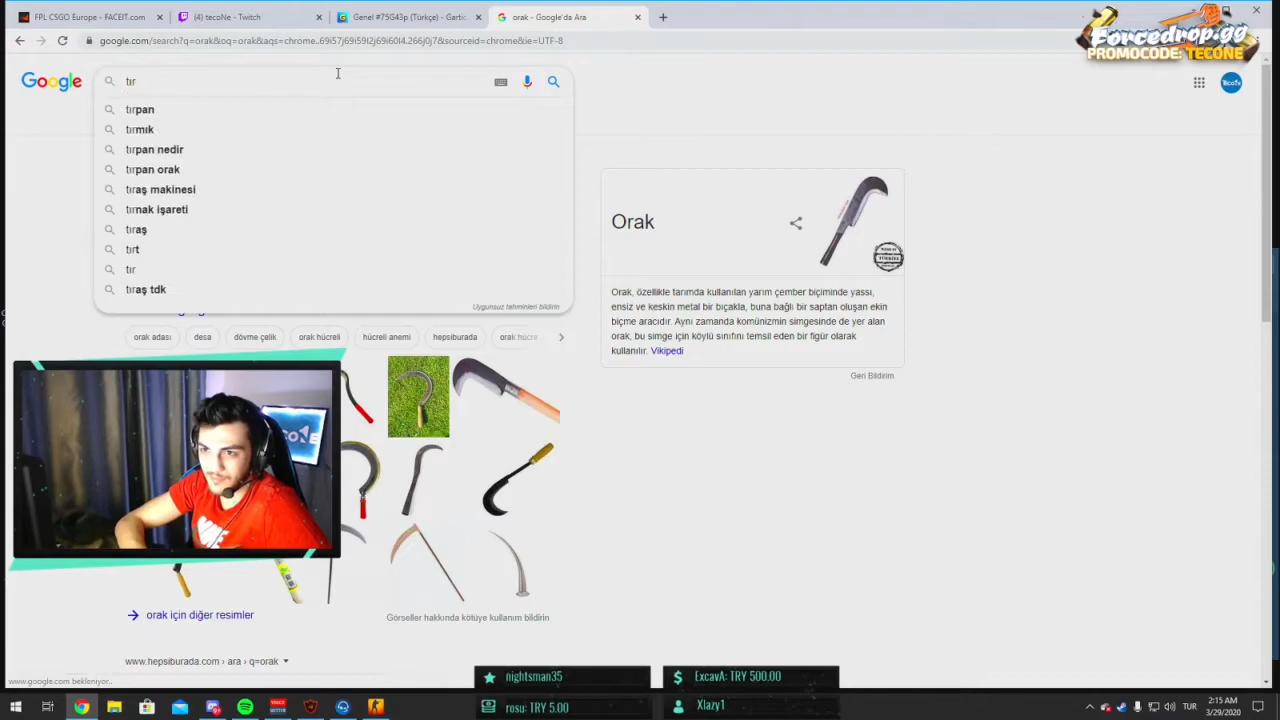 FPL CSGO Europe - FACEIT.com
(4) tecoNe - Twitch
Genel #75G43p (Türkçe) - Gartic
orak - Google'da Ara
google.com/search?q=orak&oq=orak&aqs=chrome..69i57j69i59l2j69i60l4.266j0j7&sourceid=chrome&ie=UTF-8
Forcedrop.gg
PROMOCODE: TECONE
Google
tır
tırpan
tırmık
tırpan nedir
tırpan orak
tıraş makinesi
tırnak işareti
tıraş
tırt
tır
tıraş tdk
Uygunsuz tahminleri bildirin
Orak
Orak, özellikle tarımda kullanılan yarım çember biçiminde yassı,
ensiz ve keskin metal bir bıçakla, buna bağlı bir saptan oluşan ekin
biçme aracıdır. Aynı zamanda komünizmin simgesinde de yer alan
orak, bu simge için köylü sınıfını temsil eden bir figür olarak
kullanılır. Vikipedi
Geri Bildirim
orak adası
desa
dövme çelik
orak hücreli
hücreli anemi
hepsiburada
orak hücre
orak için diğer resimler
Görseller hakkında kötüye kullanım bildirin
www.hepsiburada.com › ara › q=orak
www.google.com bekleniyor..
nightsman35
ExcavA: TRY 500.00
rosu: TRY 5.00
Xlazy1
TUR
2:15 AM
3/29/2020